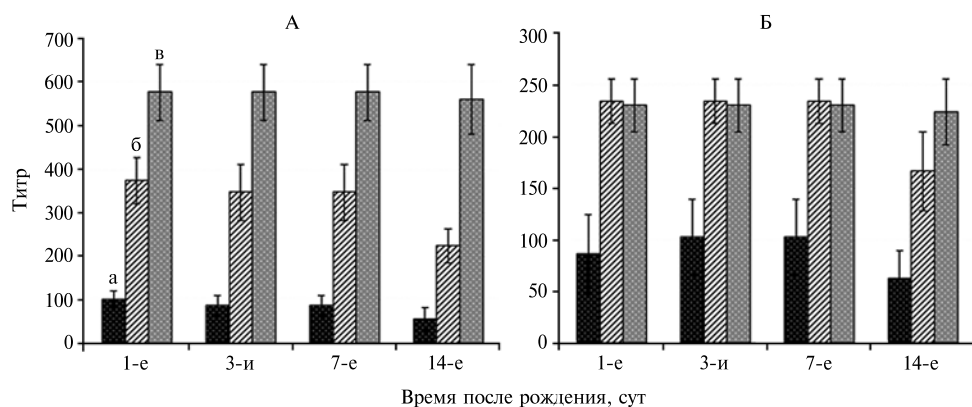 А
Б
700
600
500
400
300
200
100
0
Титр
а
б
в
1-е
3-и
7-е
14-е
300
250
200
150
100
50
0
1-е
3-и
7-е
14-е
Время после рождения, сут